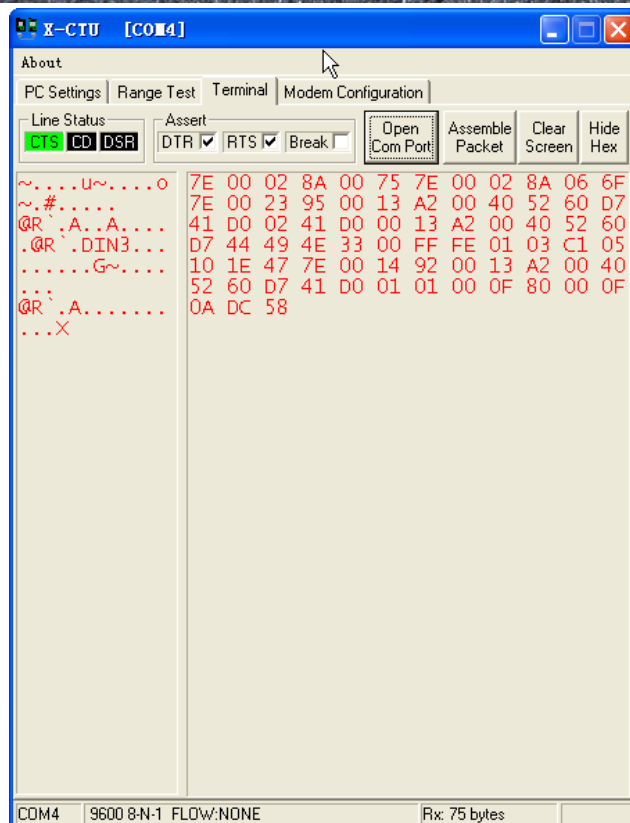 X-CTU [COM4]
About
PC Settings Range Test Terminal Modem Configuration
Line Status
CTS CD DSR
Assert
DTR RTS Break
Open Com Port
Assemble Packet
Clear Screen
Hide Hex
~....u~....o 7E 00 02 8A 00 75 7E 00 02 8A 06 6F
~.#..... 7E 00 23 95 00 13 A2 00 40 52 60 D7
@R`.A..A.... 41 D0 02 41 D0 00 13 A2 00 40 52 60
.@R`.DIN3... D7 44 49 4E 33 00 FF FE 01 03 C1 05
......G~.... 10 1E 47 7E 00 14 92 00 13 A2 00 40
... 52 60 D7 41 D0 01 01 00 0F 80 00 0F
@R`.A....... 0A DC 58
...X
COM4 9600 8-N-1 FLOW:NONE Rx: 75 bytes